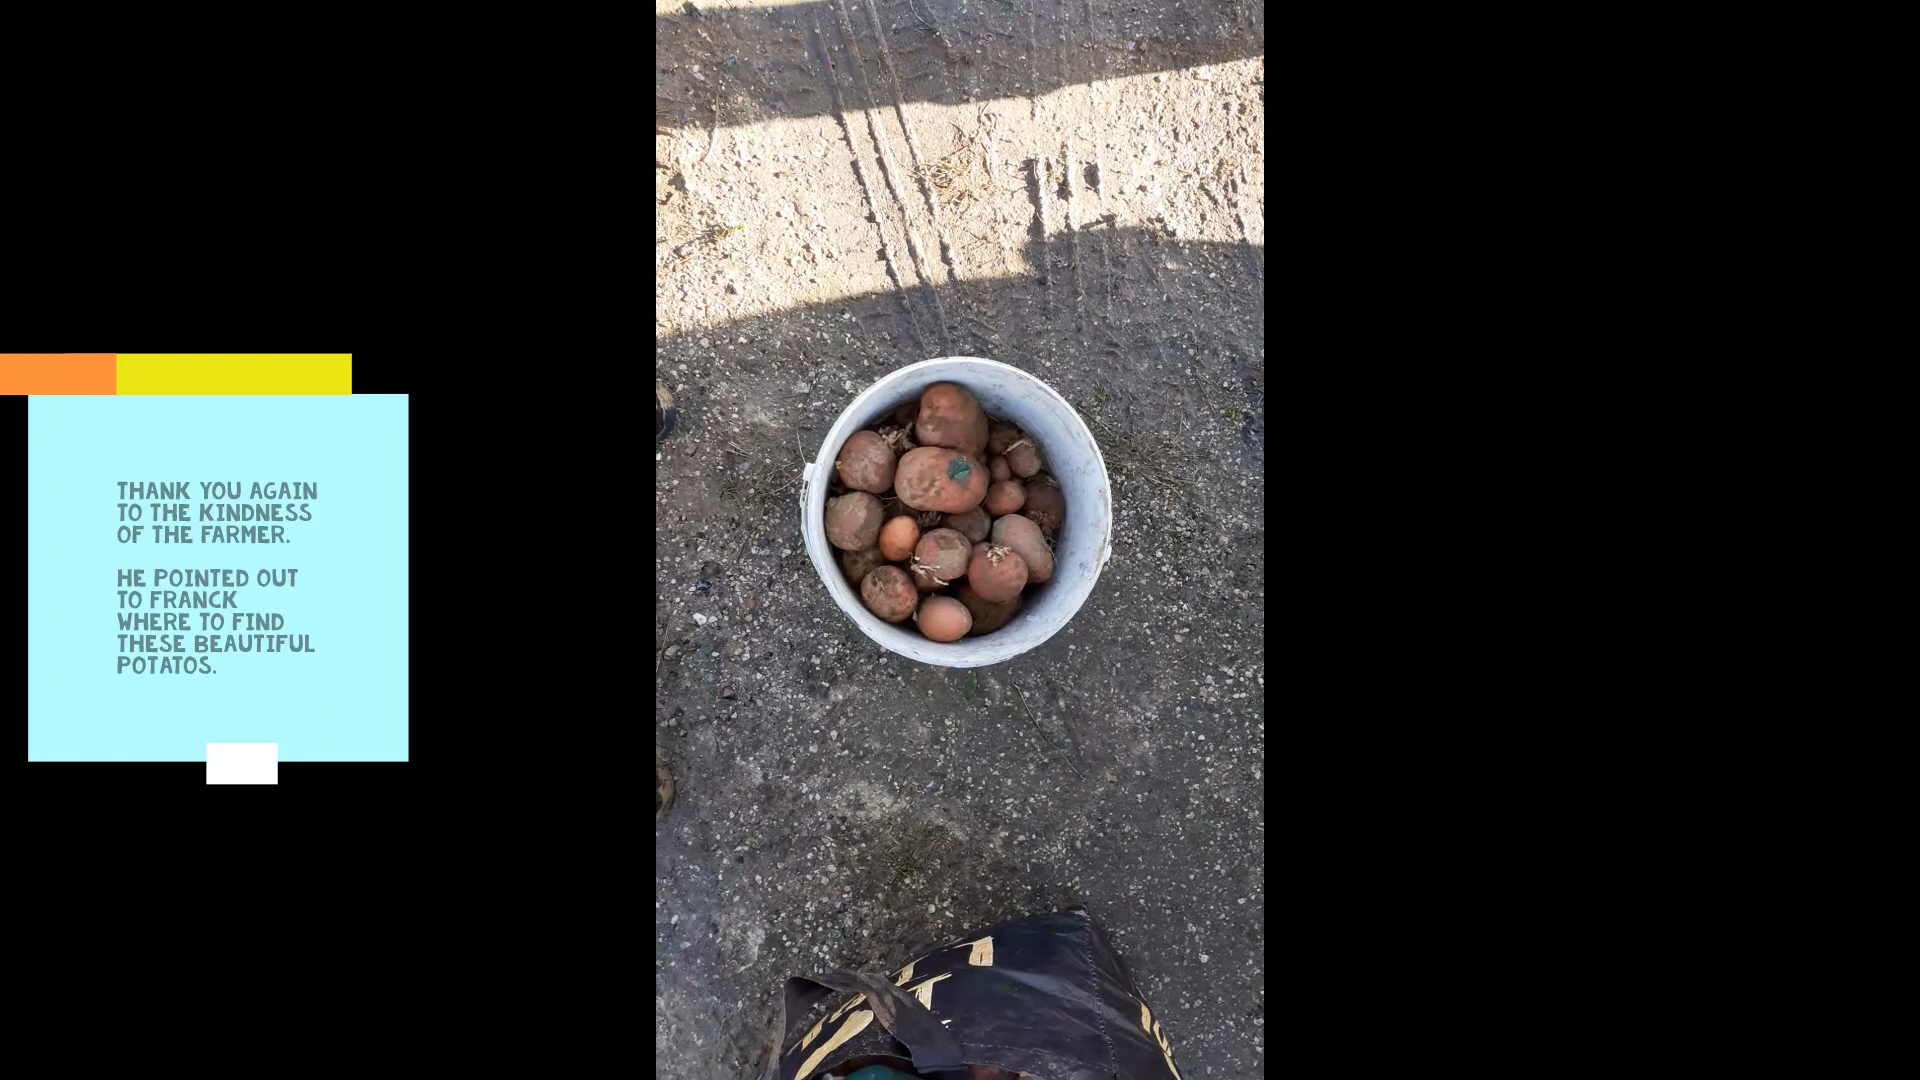 THANK YOU AGAIN
TO THE KINDNESS
OF THE FARMER.
HE POINTED OUT
TO FRANCK
WHERE TO FIND
THESE BEAUTIFUL
POTATOS.